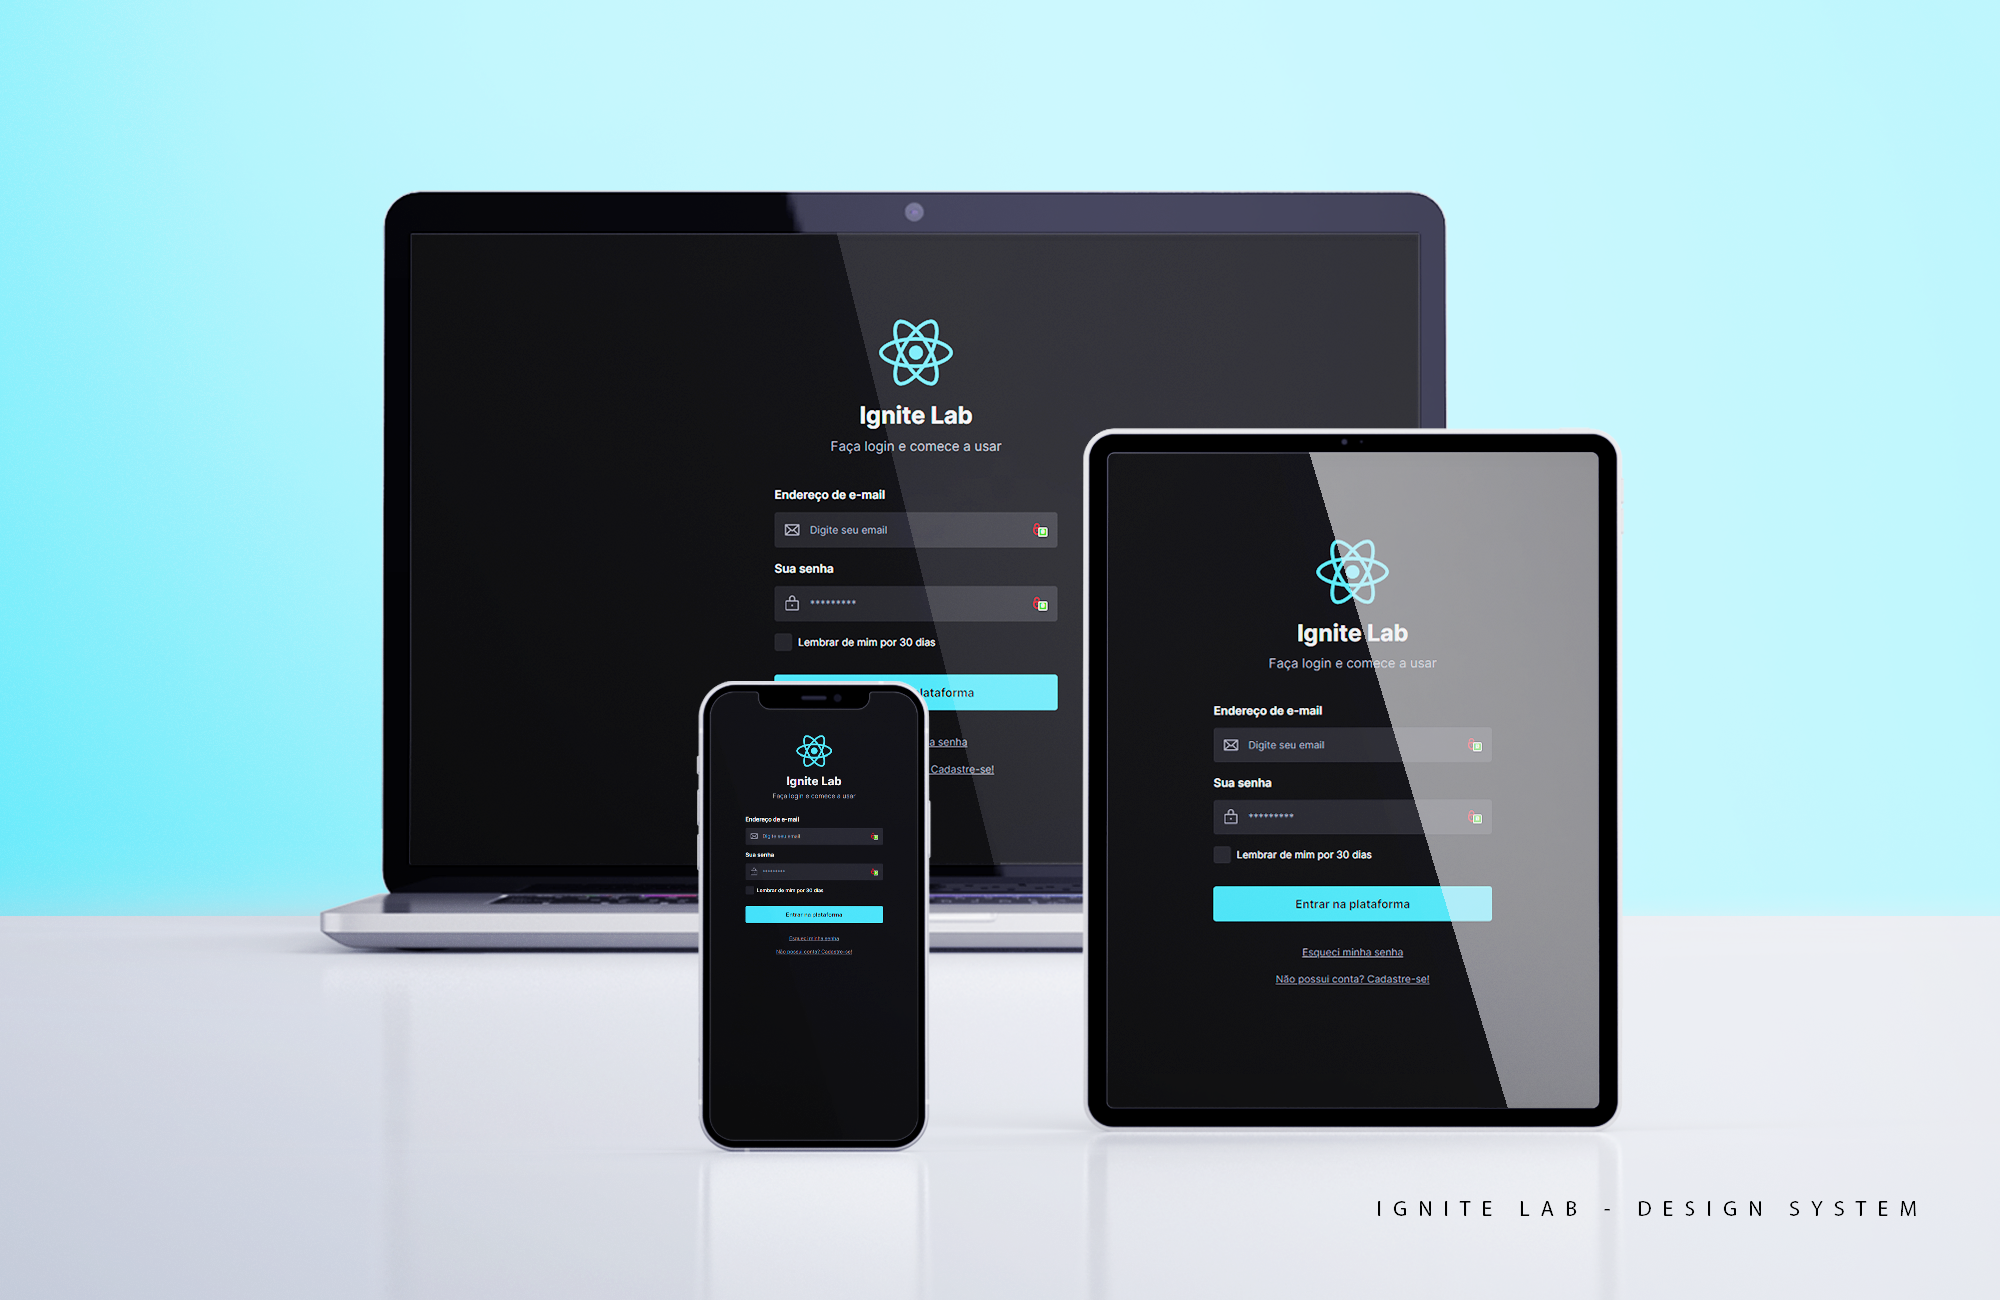 Ignite Lab
Faça login e comece a usar
Endereço de e-mail
Digite seu email
Sua senha
*********
Lembrar de mim por 30 dias
lataforma
a senha
Cadastre-se!
Ignite Lab
Faça login e comece a usar
Endereço de e-mail
Digite seu email
Sua senha
*********
Lembrar de mim por 30 dias
Entrar na plataforma
Esqueci minha senha
Não possui conta? Cadastre-se!
Ignite Lab
Faça login e comece a usar
Endereço de e-mail
Digite seu email
Sua senha
*********
Lembrar de mim por 30 dias
Entrar na plataforma
Esqueci minha senha
Não possui conta? Cadastre-se!
IGNITE LAB - DESIGN SYSTEM